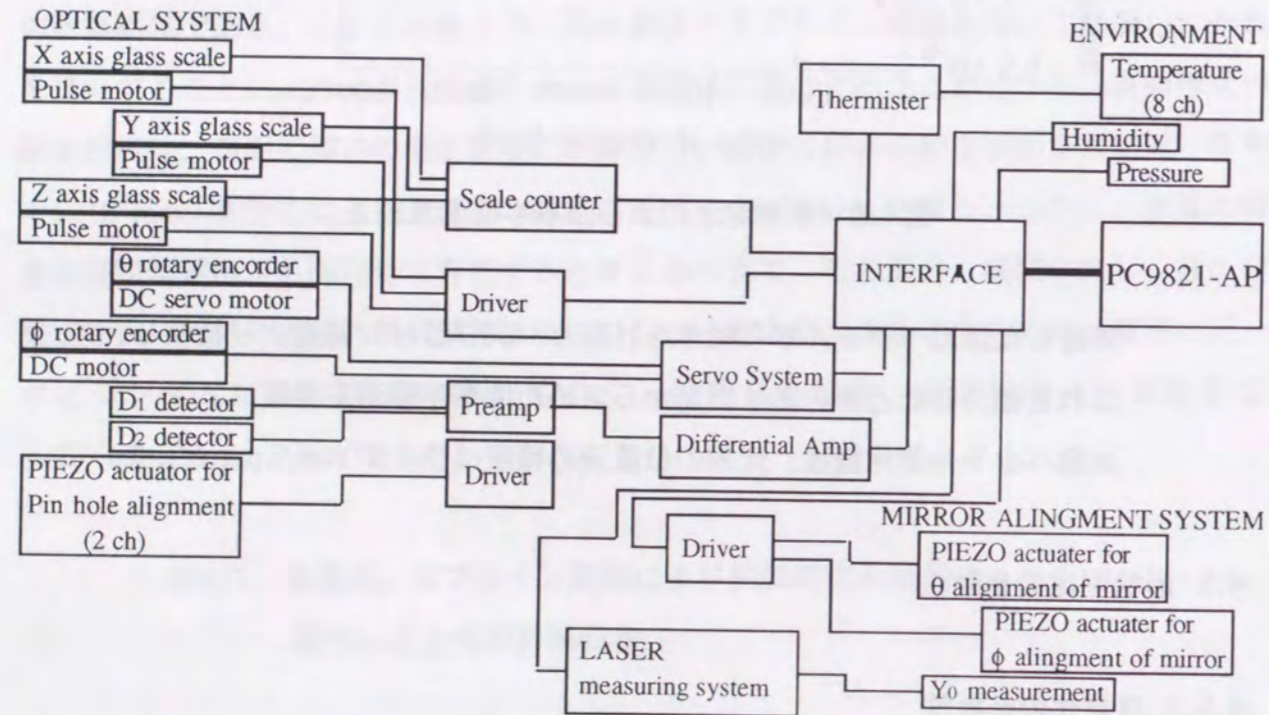 OPTICAL SYSTEM
X axis glass scale
Pulse motor
Y axis glass scale
Pulse motor
Z axis glass scale
Pulse motor
θ rotary encorder
DC servo motor
φ rotary recorder
DC motor
D1 detector
D2 detector
PIEZO actuator for
Pin hole alignment
(2 ch)
Scale counter
Driver
Preamp
Driver
Servo System
Differential Amp
Thermister
INTERFACE
ENVIRONMENT
Temperature
(8 ch)
Humidity
Pressure
PC9821-AP
MIRROR ALINGMENT SYSTEM
Driver
PIEZO actuater for
θ alignment of mirror
PIEZO actuater for
φ alingment of mirror
LASER
measuring system
Y0 measurement